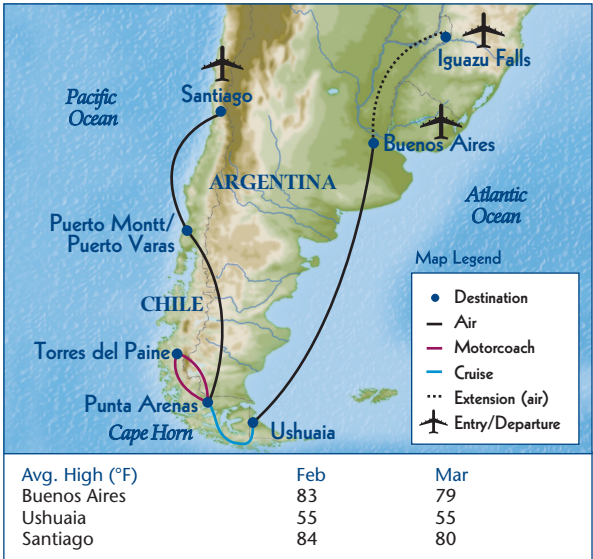 Iguazu Falls
Pacific
Ocean
Santiago
Buenos Aires
ARGENTINA
Atlantic
Ocean
Puerto Montt/
Puerto Varas
Map Legend
Destination
Air
Motorcoach
Cruise
Extension (air)
Entry/Departure
CHILE
Torres del Paine
Punta Arenas
Cape Horn
Ushuaia
Avg. High (°F) Feb Mar
Buenos Aires 83 79
Ushuaia 55 55
Santiago 84 80